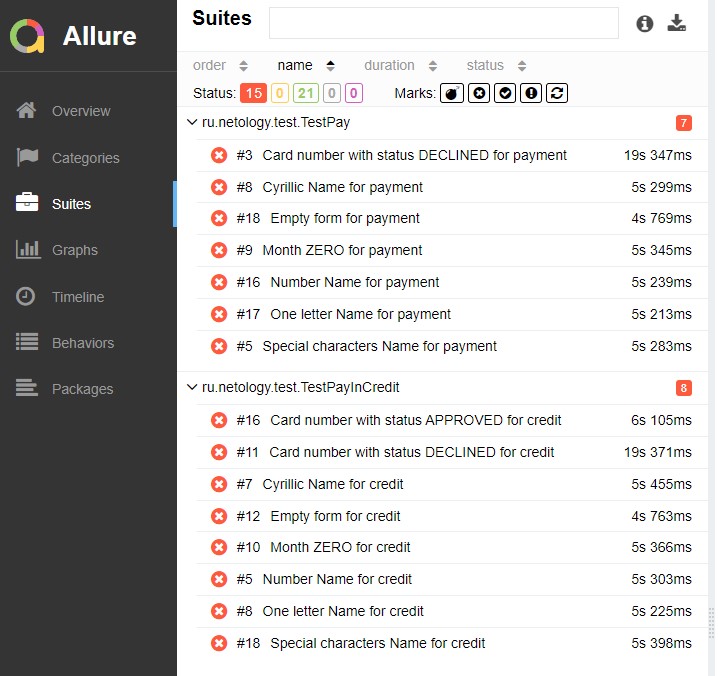 Allure
Overview
Categories
Suites
Graphs
Timeline
Behaviors
Packages
Suites
order name duration status
Status: 15 0 21 0 0 Marks:
ru.netology.test.TestPay 7
#3 Card number with status DECLINED for payment 19s 347ms
#8 Cyrillic Name for payment 5s 299ms
#18 Empty form for payment 4s 769ms
#9 Month ZERO for payment 5s 345ms
#16 Number Name for payment 5s 239ms
#17 One letter Name for payment 5s 213ms
#5 Special characters Name for payment 5s 283ms
ru.netology.test.TestPayInCredit 8
#16 Card number with status APPROVED for credit 6s 105ms
#11 Card number with status DECLINED for credit 19s 371ms
#7 Cyrillic Name for credit 5s 455ms
#12 Empty form for credit 4s 763ms
#10 Month ZERO for credit 5s 366ms
#5 Number Name for credit 5s 303ms
#8 One letter Name for credit 5s 225ms
#18 Special characters Name for credit 5s 398ms